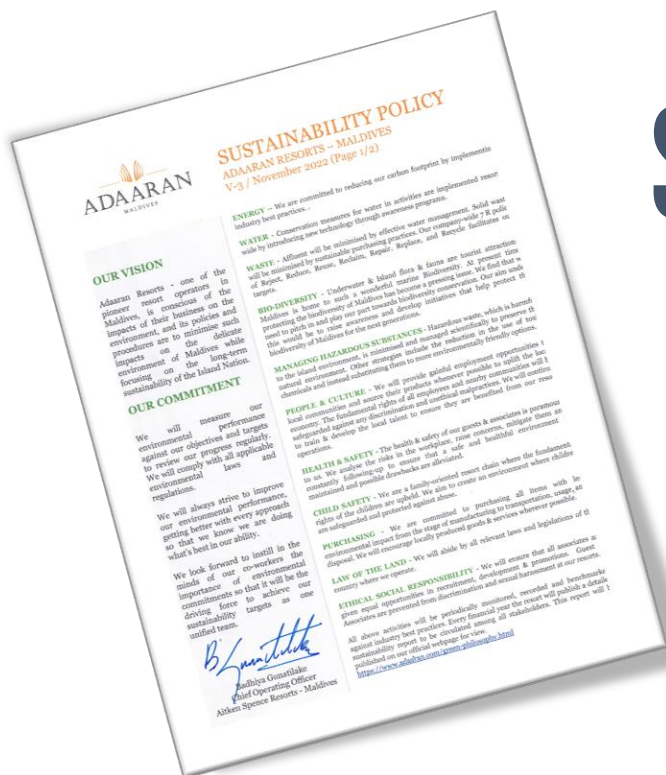 S
ADAARAN
MALDIVES
SUSTAINABILITY POLICY
ADAARAN RESORTS – MALDIVES
V-3 / November 2022 (Page 1/2)
OUR VISION
Adaaran Resorts - one of the
pioneer resort operators in
Maldives, is conscious of the
impacts of their business on the
environment, and its policies and
procedures are to minimise such
impacts on the delicate
environment of Maldives while
focusing on the long-term
sustainability of the Island Nation.
OUR COMMITMENT
We will measure our
environmental performance
against our objectives and targets
to review our progress regularly.
We will comply with all applicable
environmental laws and
regulations.
We will always strive to improve
our environmental performance,
getting better with every approach
so that we know we are doing
what's best in our ability.
We look forward to instill in the
minds of our co-workers the
importance of environmental
commitments so that it will be the
driving force to achieve our
sustainability targets as one
unified team.
Badhiya Gunatilake
Chief Operating Officer
Aitken Spence Resorts - Maldives
ENERGY – We are committed to reducing our carbon footprint by implementin
industry best practices. .
WATER - Conservation measures for water in activities are implemented resor
wide by introducing new technology through awareness programs.
WASTE - Affluent will be minimised by effective water management. Solid wast
will be minimised by sustainable purchasing practices. Our company-wide 7 R polic
of Reject, Reduce, Reuse, Reclaim, Repair, Replace, and Recycle facilitates ou
targets.
BIO-DIVERSITY - Underwater & Island flora & fauna are tourist attraction
Maldives is home to such a wonderful marine Biodiversity. At present time
protecting the biodiversity of Maldives has become a pressing issue. We find that w
need to pitch in and play our part towards biodiversity conservation. Our aim unde
this would be to raise awareness and develop initiatives that help protect th
biodiversity of Maldives for the next generations.
MANAGING HAZARDOUS SUBSTANCES - Hazardous waste, which is harmfu
to the island environment, is minimised and managed scientifically to preserve th
natural environment. Other strategies include the reduction in the use of
chemicals and instead substituting them to more environmentally friendly options.
PEOPLE & CULTURE - We will provide gainful employment opportunities t
local communities and source their products whenever possible to uplift the loca
economy. The fundamental rights of all employees and nearby communities will b
safeguarded against any discrimination and unethical malpractices. We will continu
to train & develop the local talent to ensure they are benefited from our reso
operations.
HEALTH & SAFETY - The health & safety of our guests & associates is paramoun
to us. We analyse the risks in the workplace, raise concerns, mitigate them an
constantly following-up to ensure that a safe and healthful environment
maintained and possible drawbacks are alleviated.
CHILD SAFETY - We are a family-oriented resort chain where the fundament
rights of the children are upheld. We aim to create an environment where childre
are safeguarded and protected against abuse.
PURCHASING - We are committed to purchasing all items with le
environmental impact from the stage of manufacturing to transportation, usage, an
disposal. We will encourage locally produced goods & services wherever possible.
LAW OF THE LAND - We will abide by all relevant laws and legislations of th
country where we operate.
ETHICAL SOCIAL RESPONSIBILITY - We will ensure that all associates ar
given equal opportunities in recruitment, development & promotions. Guest
Associates are prevented from discrimination and sexual harassment at our resorts.
All above activities will be periodically monitored, recorded and benchmarke
against industry best practices. Every financial year the resort will publish a detaile
sustainability report to be circulated among all stakeholders. This report will b
published on our official webpage for view.
https://www.adaaran.com/green-philosophy.html